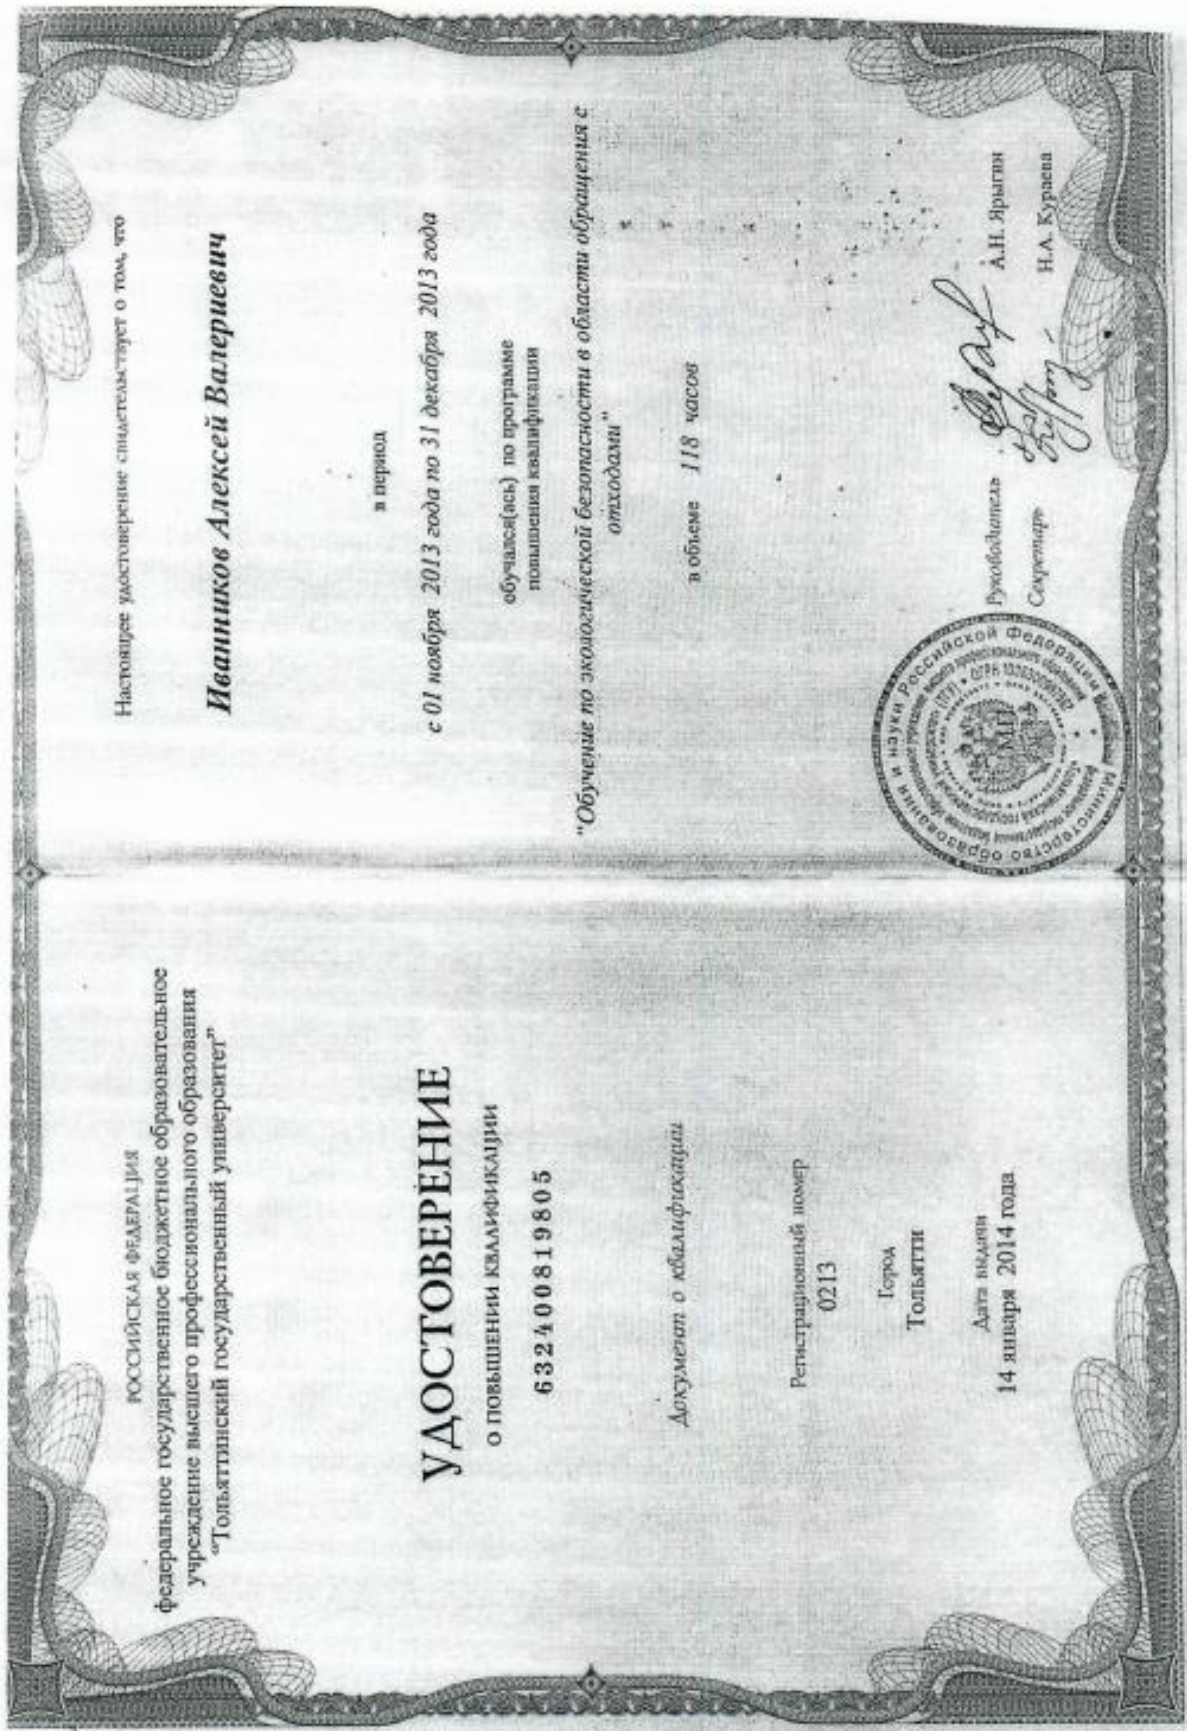 РОССИЙСКАЯ ФЕДЕРАЦИЯ
федеральное государственное бюджетное образовательное
учреждение высшего профессионального образования
"Тольяттинский государственный университет"
УДОСТОВЕРЕНИЕ
О ПОВЫШЕНИИ КВАЛИФИКАЦИИ
632400819805
Документ о квалификации
Регистрационный номер
0213
Город
Тольятти
Дата выдачи
14 января 2014 года
Настоящее удостоверение свидетельствует о том, что
Иванников Алексей Валериевич
в период
с 01 ноября 2013 года по 31 декабря 2013 года
обучался(ась) по программе
повышения квалификации
"Обучение по экологической безопасности в области обращения с
отходами"
в объеме 118 часов
Руководитель А.Н. Ярыгин
Секретарь Н.А. Кураева
Министерство образования и науки Российской Федерации
МП